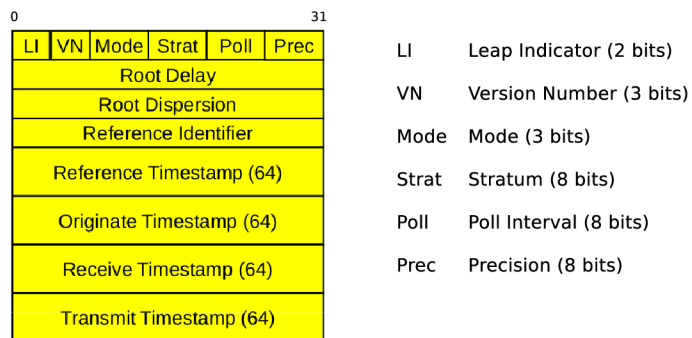 0 31
LI VN Mode Strat Poll Prec
Root Delay
Root Dispersion
Reference Identifier
Reference Timestamp (64)
Originate Timestamp (64)
Receive Timestamp (64)
Transmit Timestamp (64)
LI Leap Indicator (2 bits)
VN Version Number (3 bits)
Mode Mode (3 bits)
Strat Stratum (8 bits)
Poll Poll Interval (8 bits)
Prec Precision (8 bits)